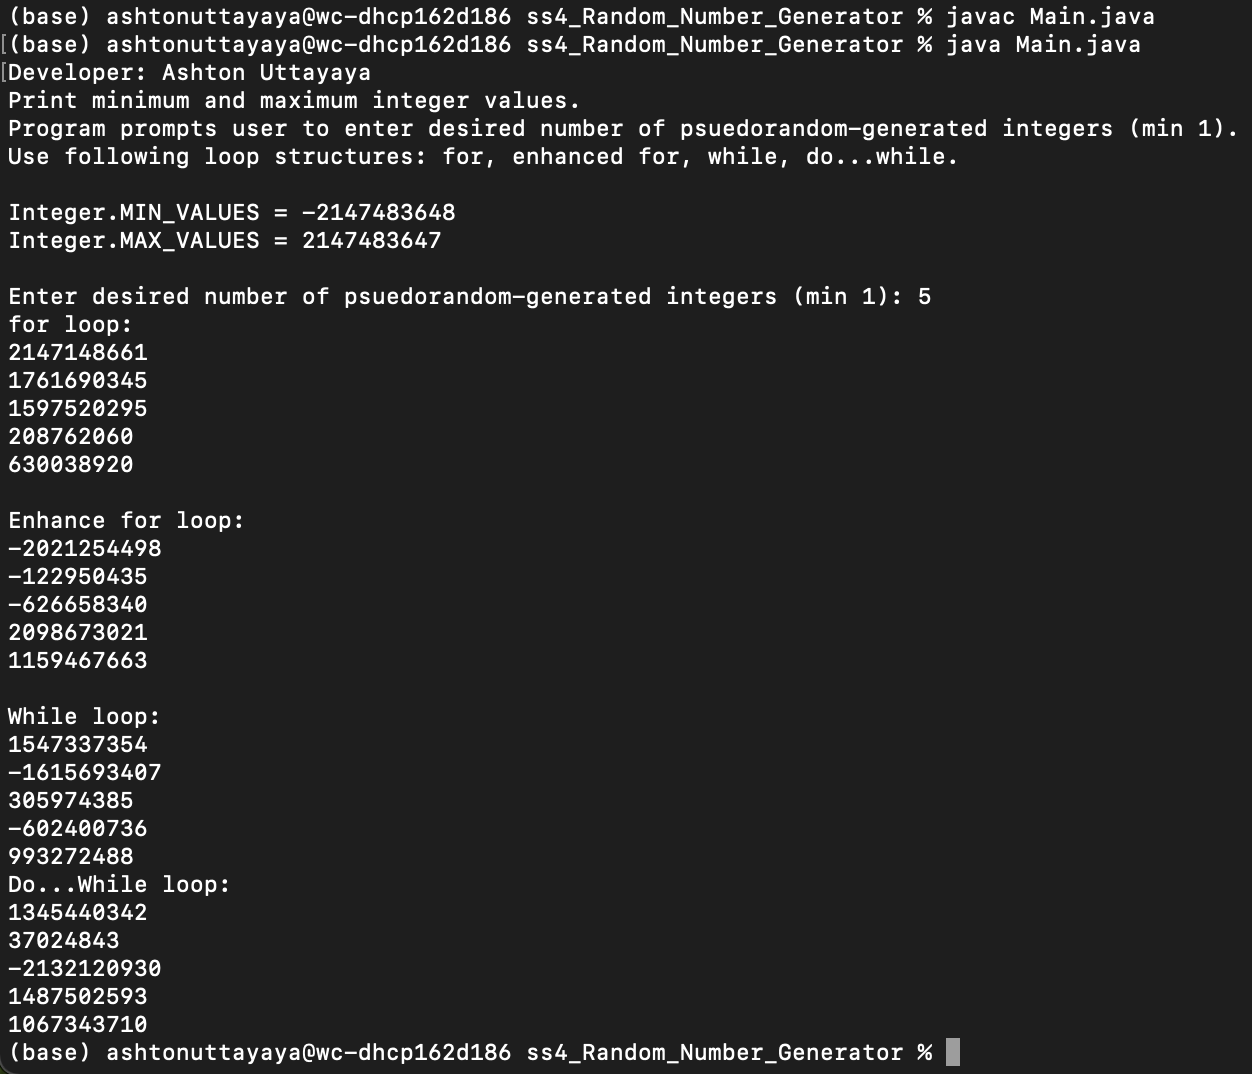 (base) ashtonuttayaya@wc-dhcp162d186 ss4_Random_Number_Generator % javac Main.java
[(base) ashtonuttayaya@wc-dhcp162d186 ss4_Random_Number_Generator % java Main.java
[Developer: Ashton Uttayaya
Print minimum and maximum integer values.
Program prompts user to enter desired number of psuedorandom-generated integers (min 1).
Use following loop structures: for, enhanced for, while, do...while.
Integer.MIN_VALUES = -2147483648
Integer.MAX_VALUES = 2147483647
Enter desired number of psuedorandom-generated integers (min 1): 5
for loop:
2147148661
1761690345
1597520295
208762060
630038920
Enhance for loop:
-2021254498
-122950435
-626658340
2098673021
1159467663
While loop:
1547337354
-1615693407
305974385
-602400736
993272488
Do...While loop:
1345440342
37024843
-2132120930
1487502593
1067343710
(base) ashtonuttayaya@wc-dhcp162d186 ss4_Random_Number_Generator %